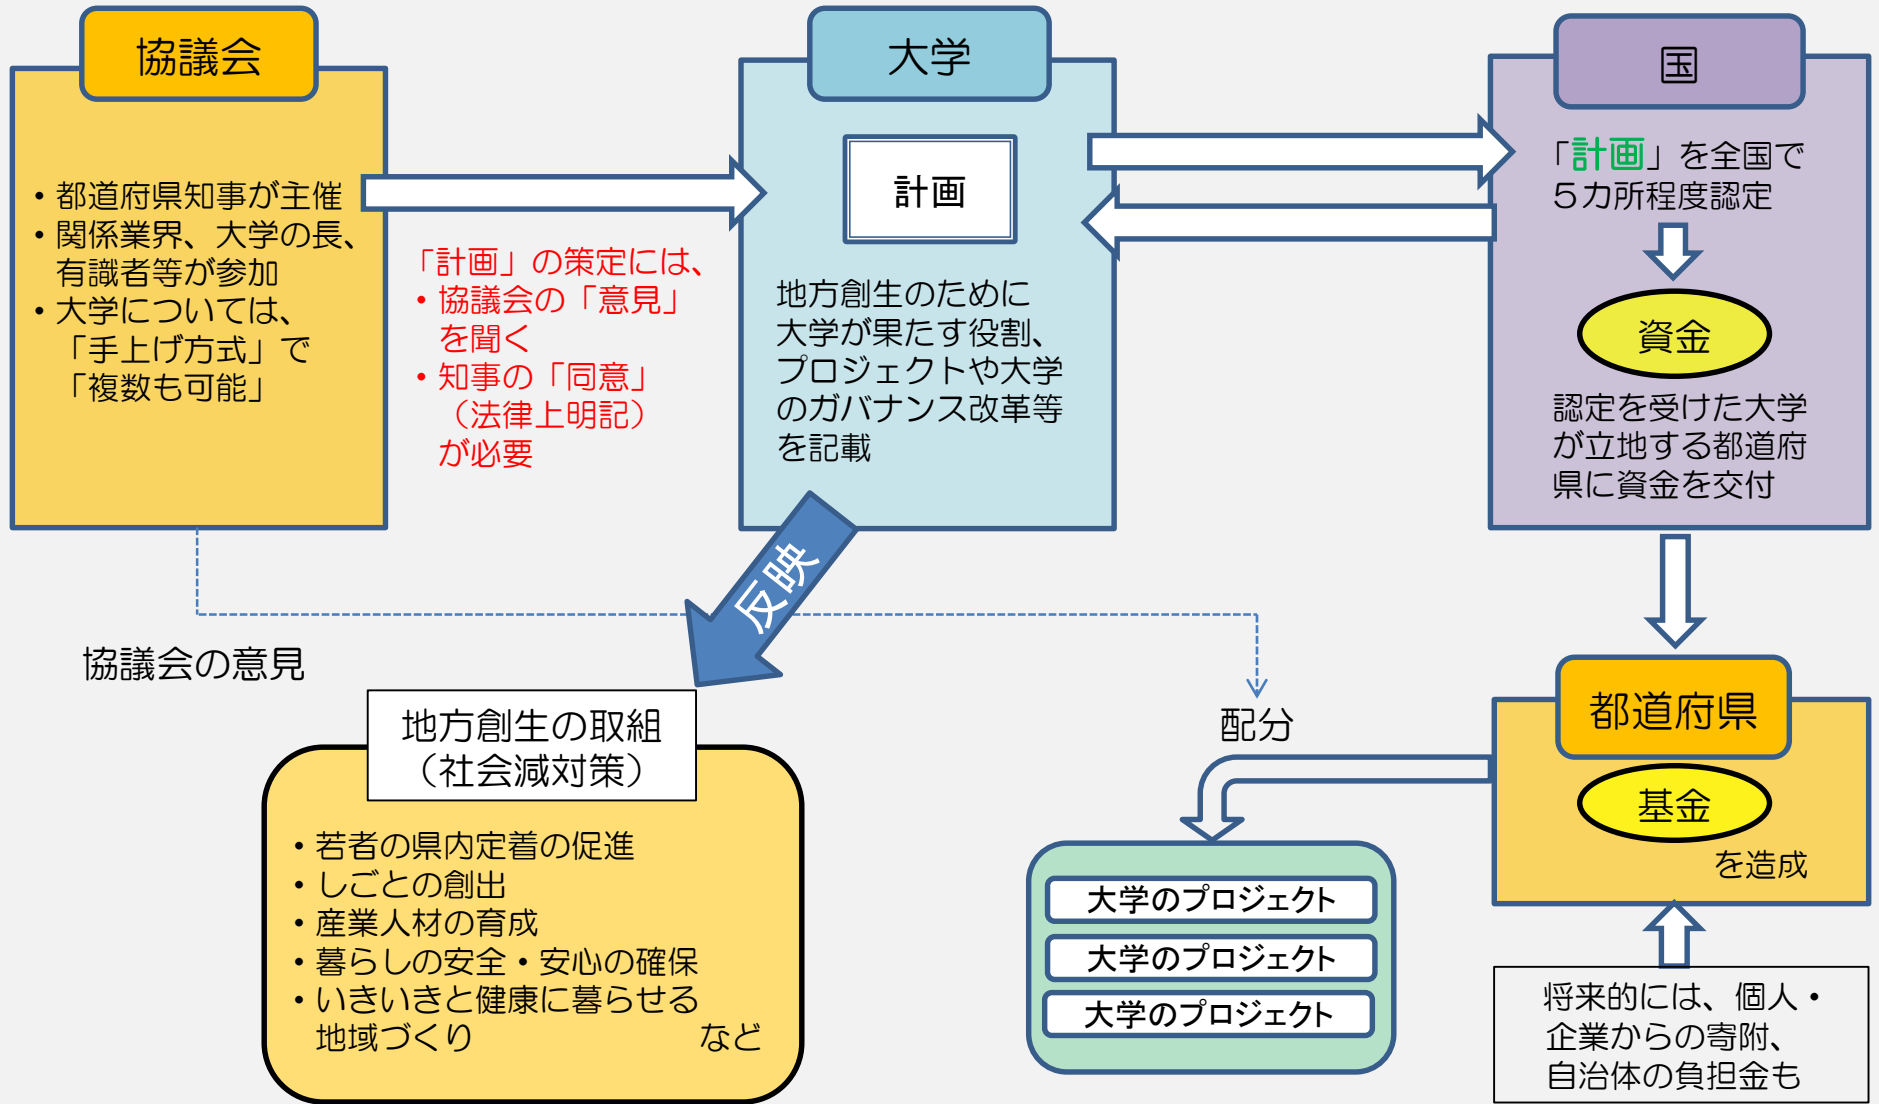 協議会
・都道府県知事が主催
・関係業界、大学の長、
有識者等が参加
・大学については、
「手上げ方式」で
「複数も可能」
「計画」の策定には、
・協議会の「意見」
を聞く
・知事の「同意」
（法律上明記）
が必要
大学
計画
地方創生のために
大学が果たす役割、
プロジェクトや大学
のガバナンス改革等
を記載
国
「計画」を全国で
５カ所程度認定
資金
認定を受けた大学
が立地する都道府
県に資金を交付
反映
協議会の意見
地方創生の取組
（社会減対策）
・若者の県内定着の促進
・しごとの創出
・産業人材の育成
・暮らしの安全・安心の確保
・いきいきと健康に暮らせる
地域づくり　など
配分
大学のプロジェクト
大学のプロジェクト
大学のプロジェクト
都道府県
基金
を造成
将来的には、個人・
企業からの寄附、
自治体の負担金も